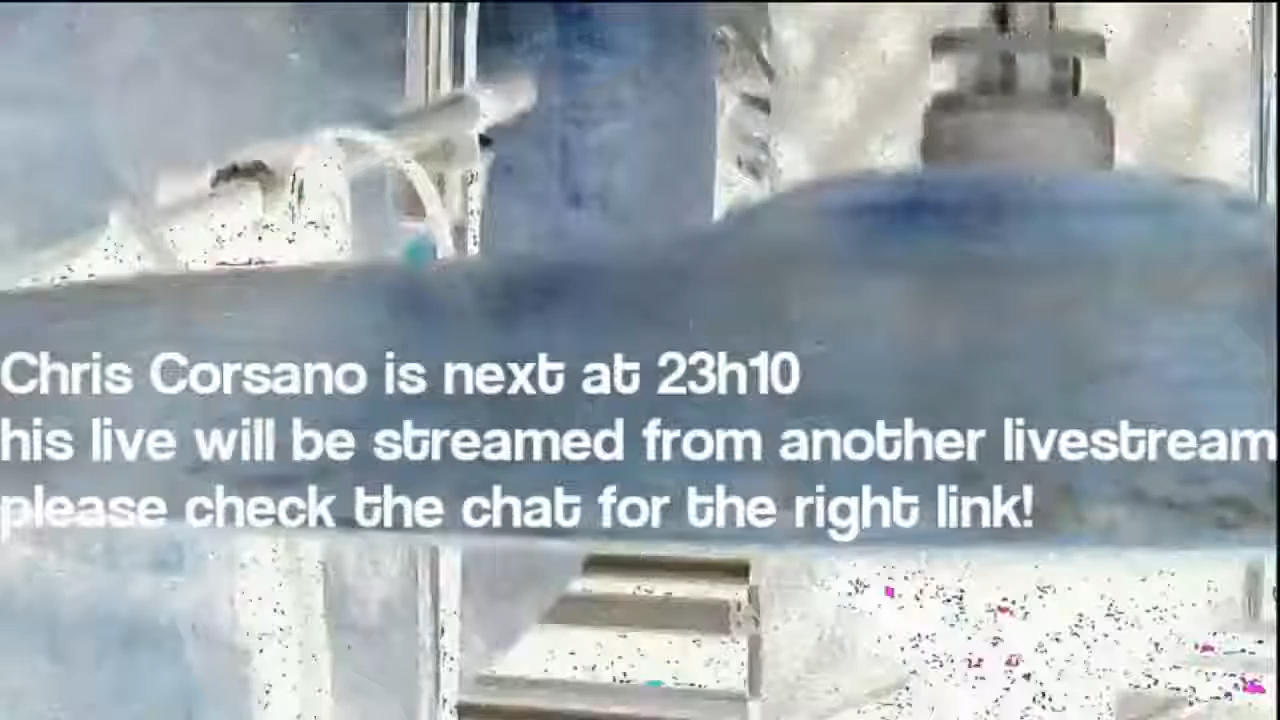 Chris Corsano is next at 23h10
his live will be streamed from another livestream
please check the chat for the right link!